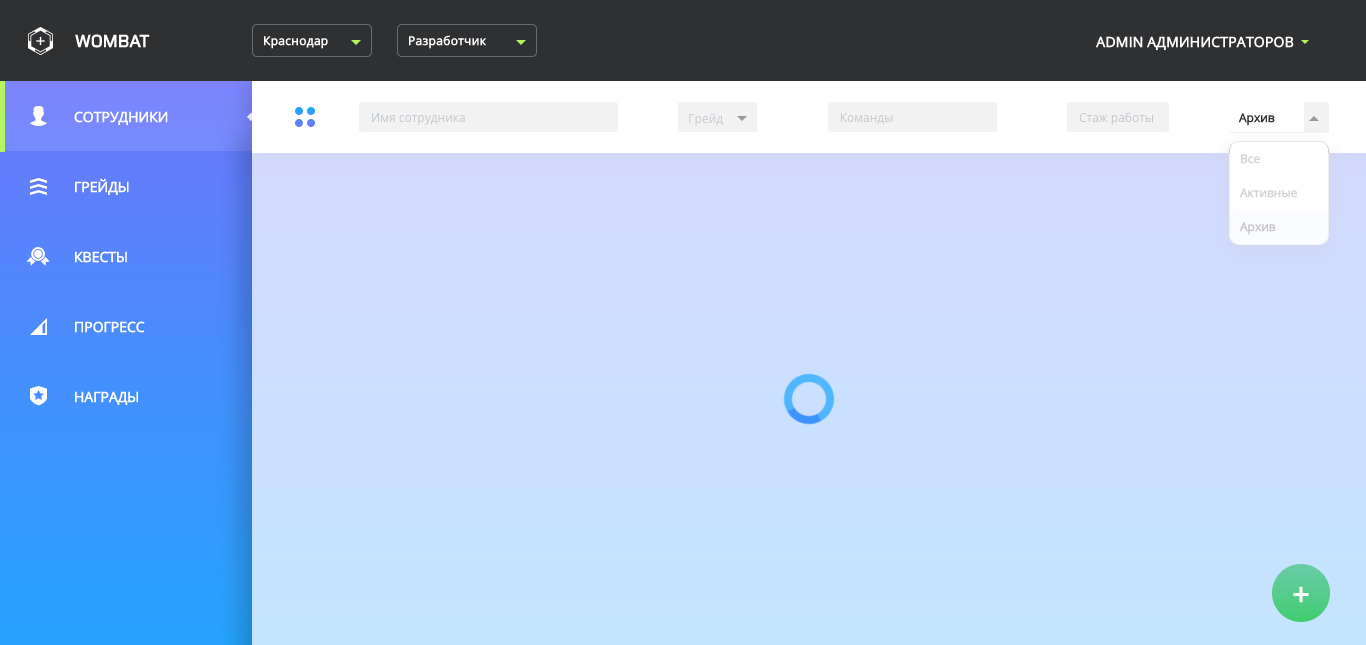 WOMBAT
Краснодар
Разработчик
ADMIN АДМИНИСТРАТОРОВ
СОТРУДНИКИ
ГРЕЙДЫ
КВЕСТЫ
ПРОГРЕСС
НАГРАДЫ
Имя сотрудника
Грейд
Команды
Стаж работы
Архив
Все
Активные
Архив